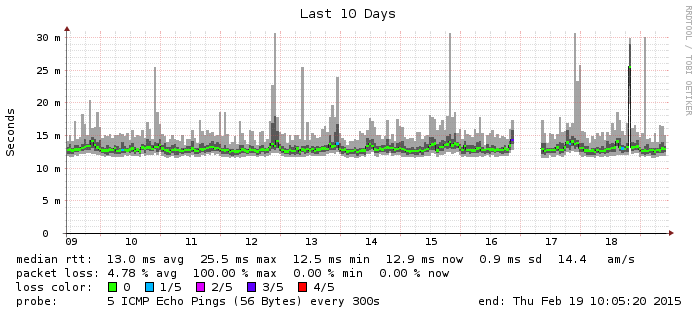 Last 10 Days
RRDTOOL / TOBI OETIKER
Seconds
30 m
25 m
20 m
15 m
10 m
5 m
0
09 10 11 12 13 14 15 16 17 18
median rtt: 13.0 ms avg 25.5 ms max 12.5 ms min 12.9 ms now 0.9 ms sd 14.4 am/s
packet loss: 4.78 % avg 100.00 % max 0.00 % min 0.00 % now
loss color: 0 1/5 2/5 3/5 4/5
probe: 5 ICMP Echo Pings (56 Bytes) every 300s end: Thu Feb 19 10:05:20 2015